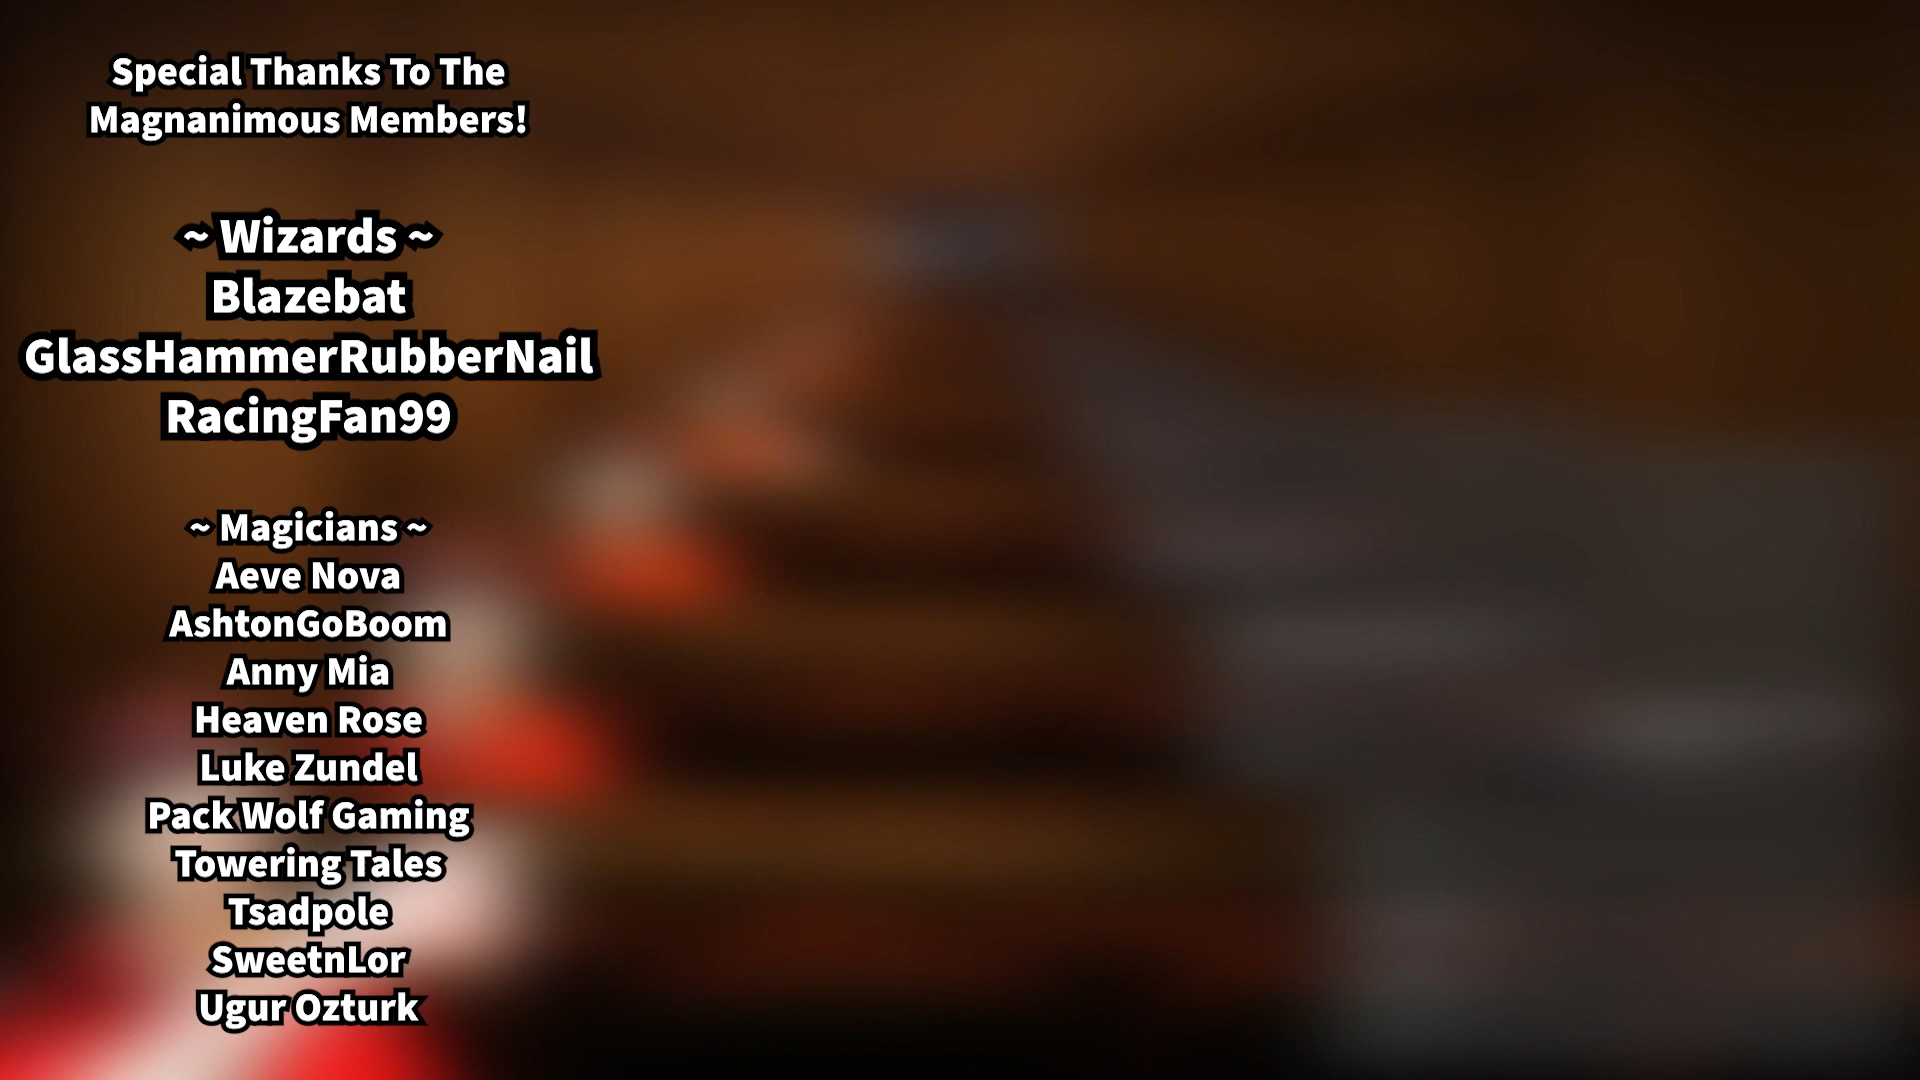 Special Thanks To The
Magnanimous Members!
~ Wizards ~
Blazebat
GlassHammerRubberNail
RacingFan99
~ Magicians ~
Aeve Nova
AshtonGoBoom
Anny Mia
Heaven Rose
Luke Zundel
Pack Wolf Gaming
Towering Tales
Tsadpole
SweetnLor
Ugur Ozturk